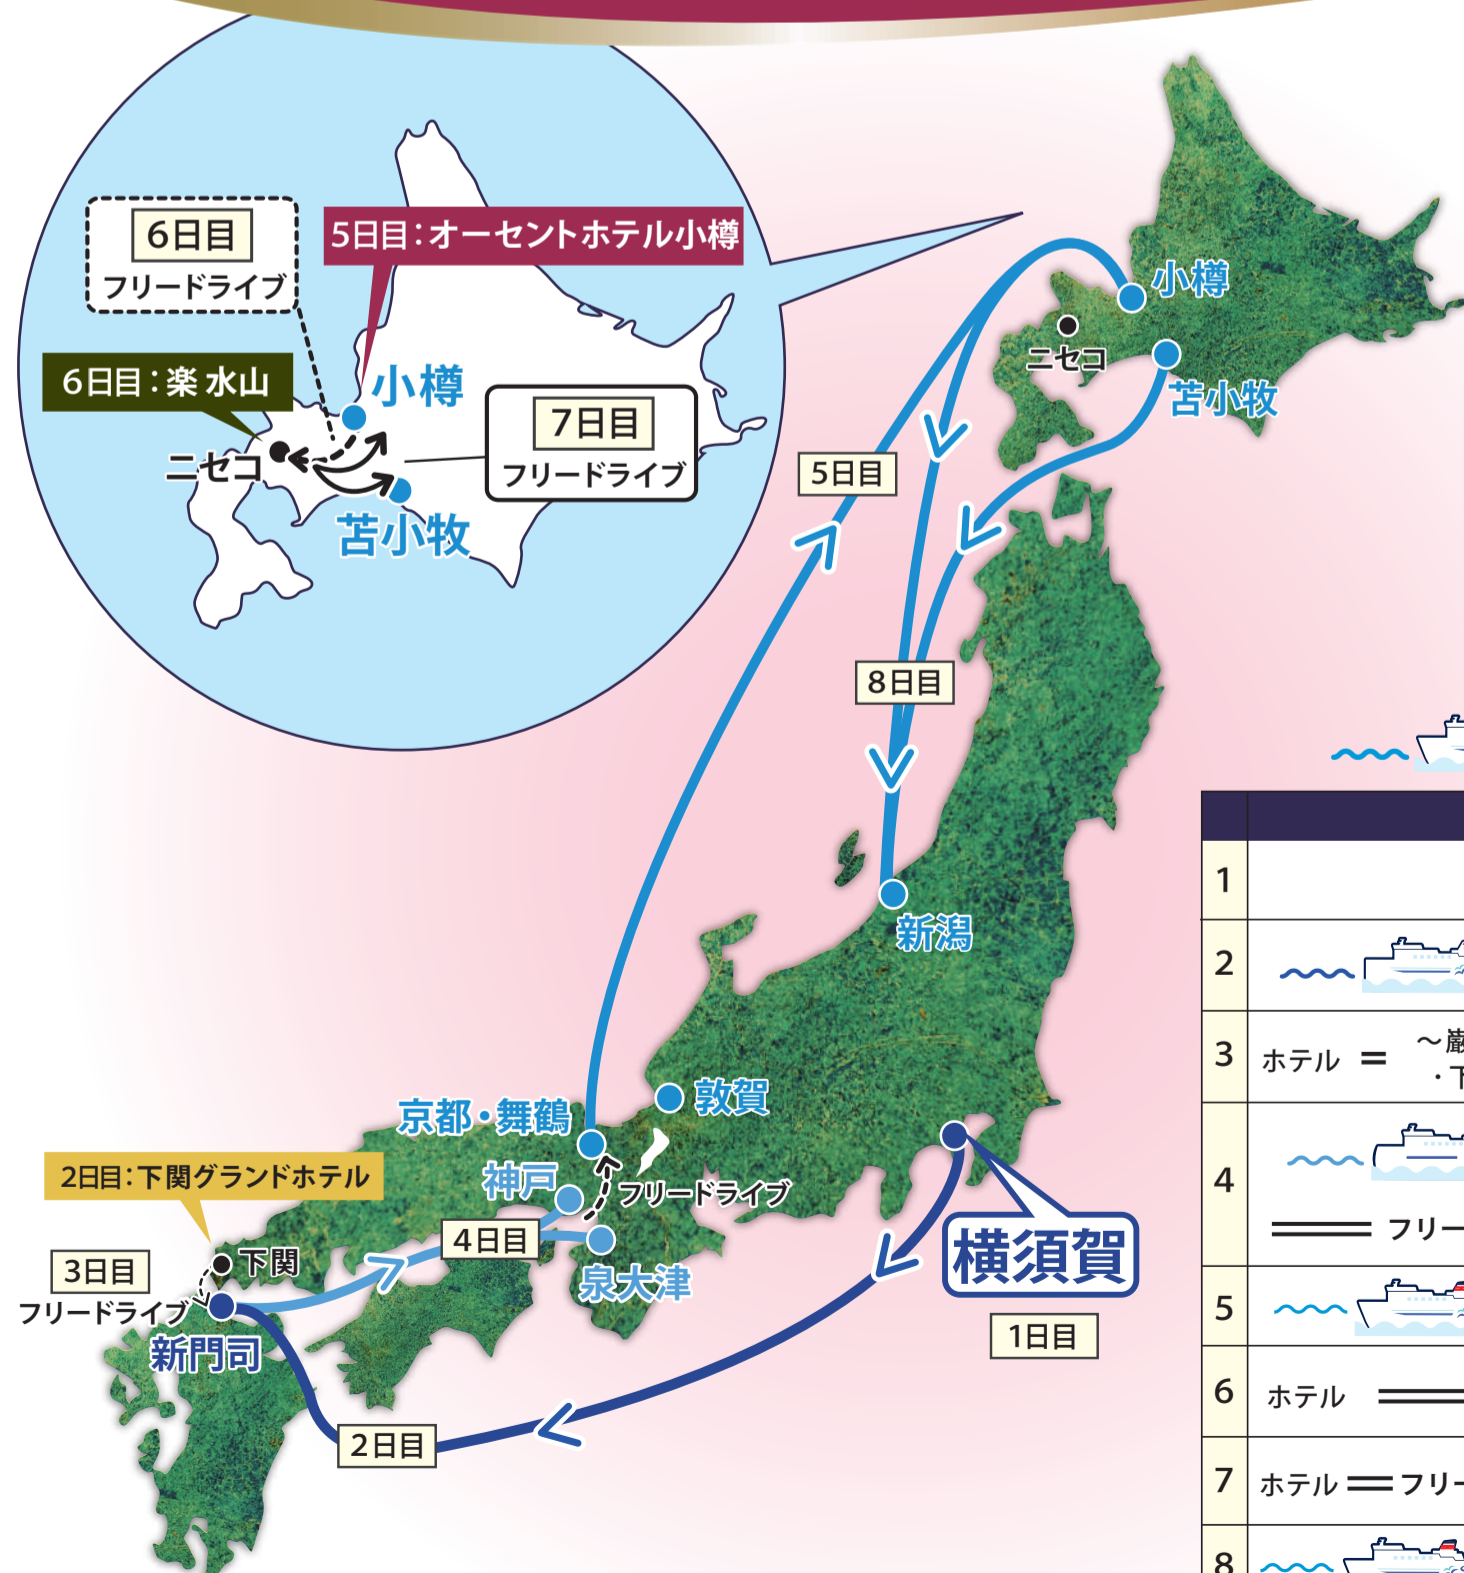 6日目
フリードライブ
5日目：オーセントホテル小樽
6日目：楽 水山
小樽
ニセコ
7日目
フリードライブ
苫小牧
小樽
ニセコ
苫小牧
5日目
8日目
新潟
敦賀
京都・舞鶴
神戸
フリードライブ
2日目：下関グランドホテル
4日目
泉大津
下関
3日目
フリードライブ
新門司
横須賀
1日目
2日目
1
2
3 ホテル ＝ ～厳
・下
4
フリー
5
6 ホテル
7 ホテル ＝ フリー
8